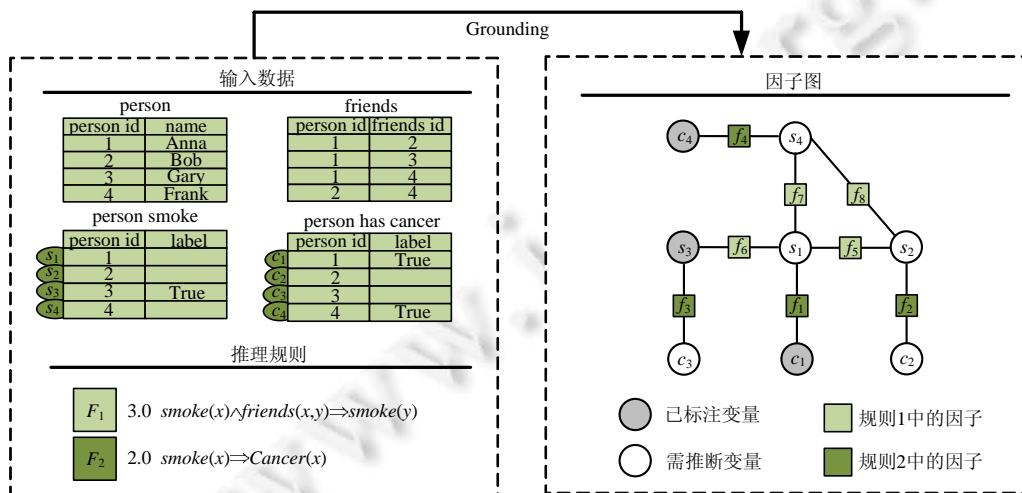 Grounding
输入数据
person
person id name
1 Anna
2 Bob
3 Gary
4 Frank
friends
person id friends id
1 2
1 3
1 4
2 4
person smoke
person id label
s1 1
s2 2
s3 3 True
s4 4
person has cancer
person id label
c1 1 True
c2 2
c3 3
c4 4 True
推理规则
F1 3.0 smoke(x)∧friends(x,y)⇒smoke(y)
F2 2.0 smoke(x)⇒Cancer(x)
因子图
c4 f4 s4
f7 f8
s3 f6 s1 f5 s2
f3 f1 f2
c3 c1 c2
已标注变量 规则1中的因子
需推断变量 规则2中的因子